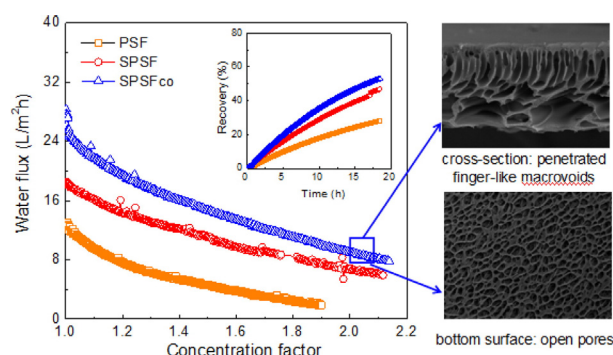 40
32
24
16
8
0
Water flux (L/m²h)
PSF
SPSF
SPSFco
80
60
40
20
0
Recovery (%)
0 5 10 15 20
Time (h)
1.0 1.2 1.4 1.6 1.8 2.0 2.2
Concentration factor
cross-section: penetrated
finger-like macrovoids
bottom surface: open pores